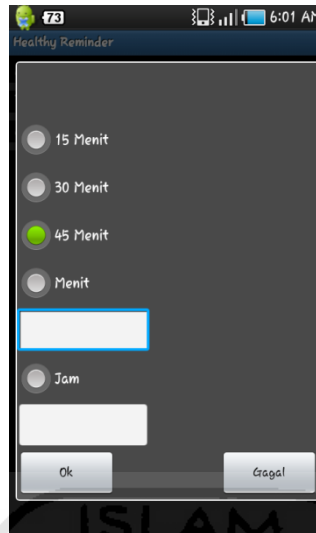 73 6:01 AM
Healthy Reminder
15 Menit
30 Menit
45 Menit
Menit
Jam
Ok Gagal
ISLAM